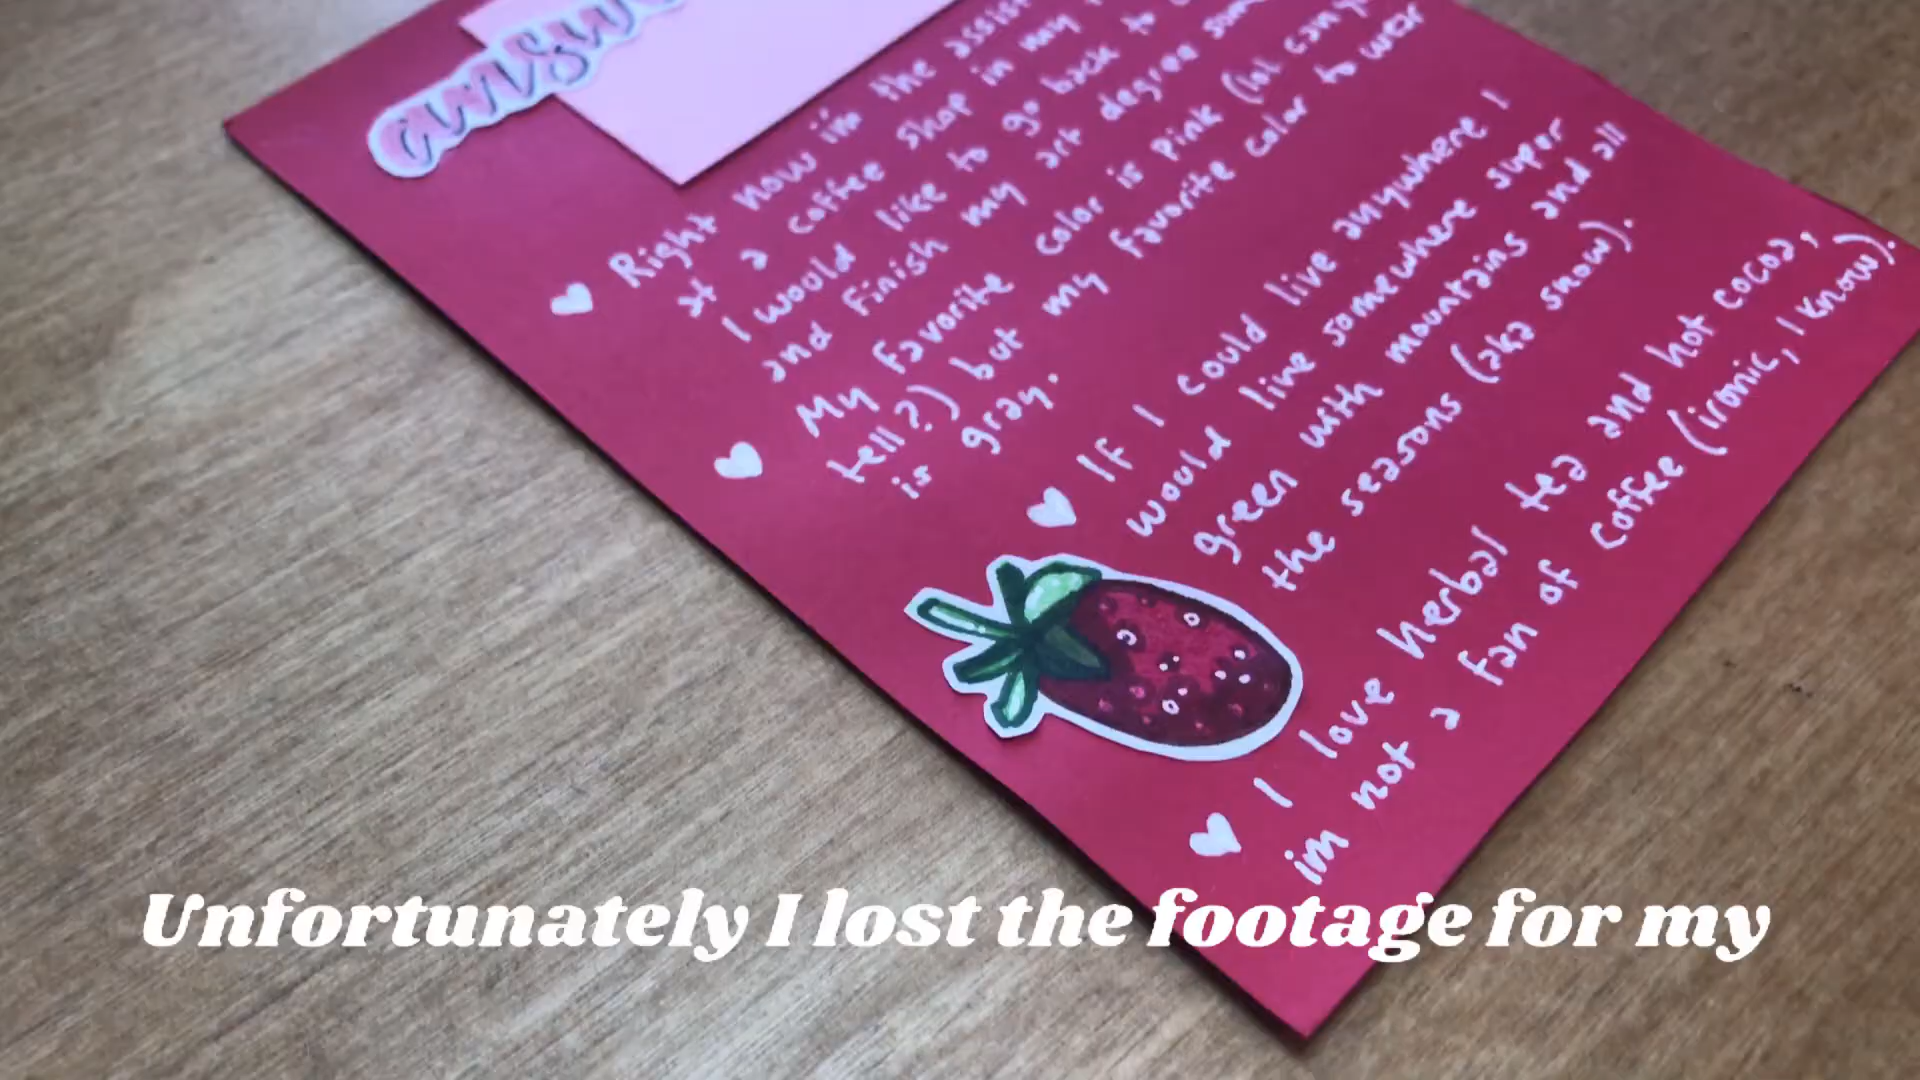 Right now i'm the assis
at a coffee shop in my
I would like to go back to
and finish my art degree som
My favorite color is pink (lol can y
tell?) but my favorite color to wear
is gray.
If I could live anywhere I
would live somewhere super
green with mountains and all
the seasons (aka snow).
I love herbal tea and hot cocoa,
im not a fan of coffee (ironic, I know).
Unfortunately I lost the footage for my